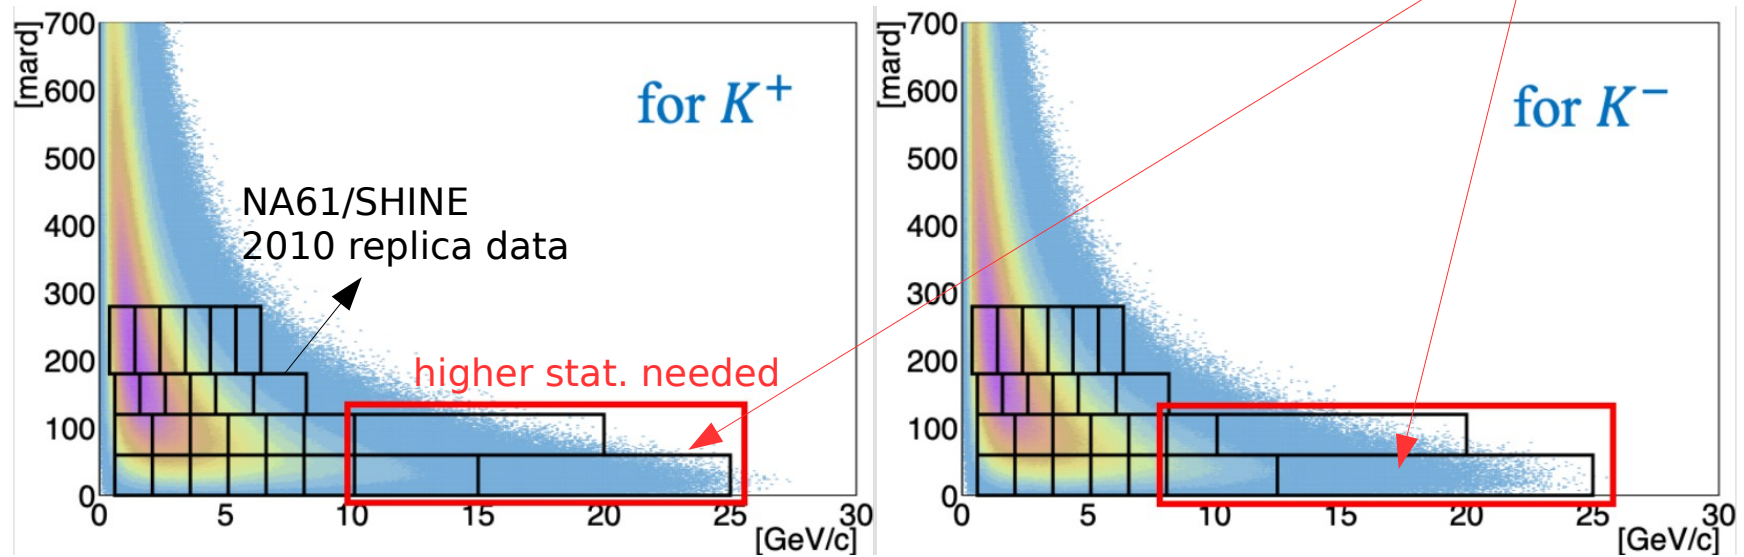 [mrad]
700
600
500
400
300
200
100
0
for K⁺
NA61/SHINE
2010 replica data
higher stat. needed
0 5 10 15 20 25 30
[GeV/c]
[mard]
700
600
500
400
300
200
100
0
for K⁻
0 5 10 15 20 25 30
[GeV/c]